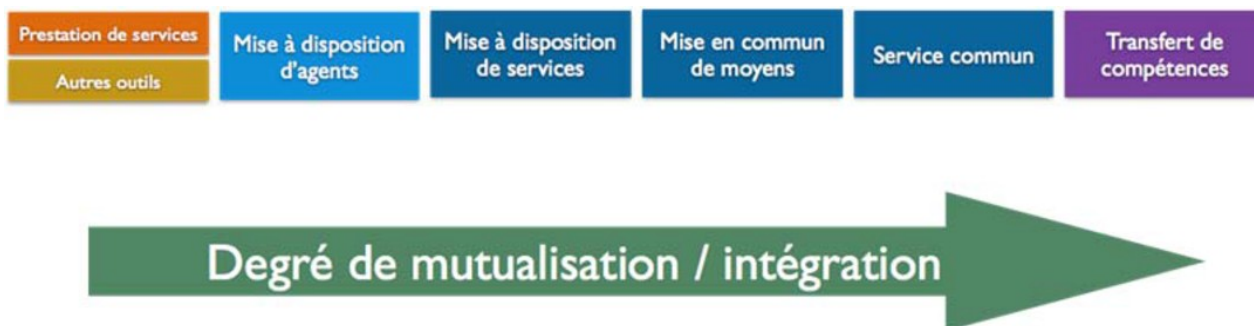 Prestation de services
Autres outils
Mise à disposition
d'agents
Mise à disposition
de services
Mise en commun
de moyens
Service commun
Transfert de
compétences
Degré de mutualisation / intégration